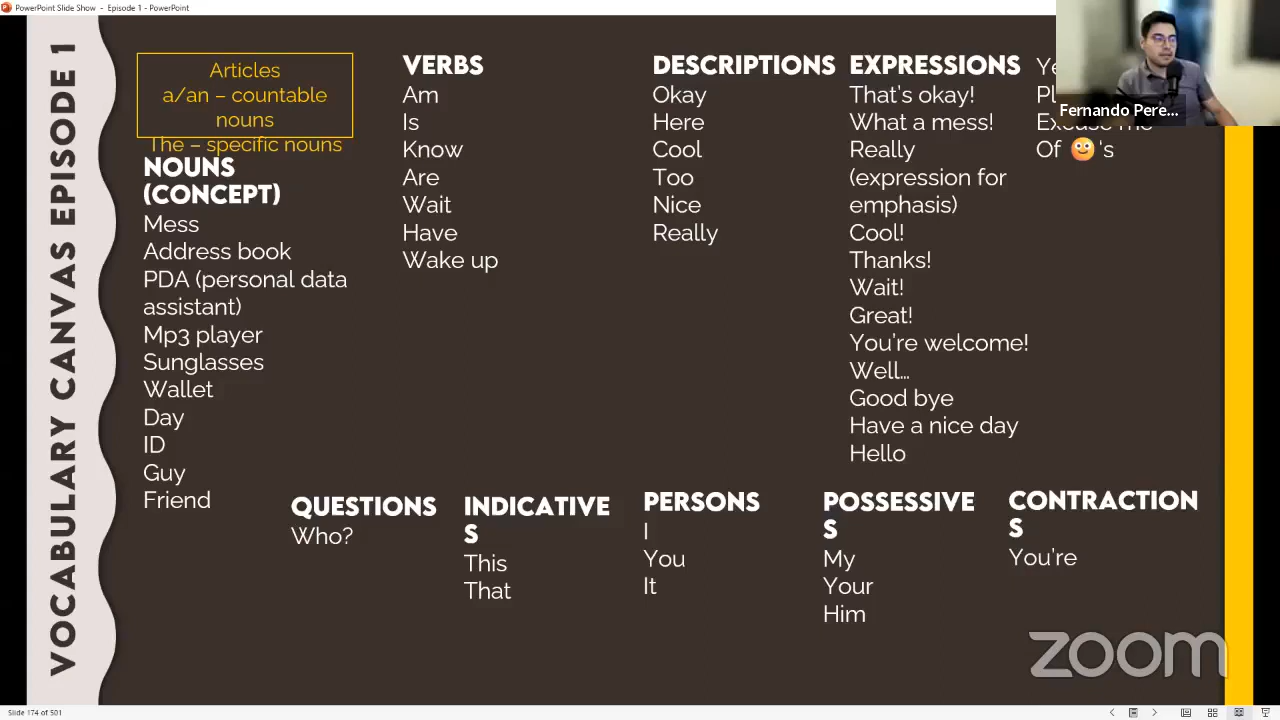 PowerPoint Slide Show - Episode 1 - PowerPoint
VOCABULARY CANVAS EPISODE 1
Articles
a/an – countable
nouns
The – specific nouns
NOUNS
(CONCEPT)
Mess
Address book
PDA (personal data
assistant)
Mp3 player
Sunglasses
Wallet
Day
ID
Guy
Friend
VERBS
Am
Is
Know
Are
Wait
Have
Wake up
DESCRIPTIONS
Okay
Here
Cool
Too
Nice
Really
EXPRESSIONS
That's okay!
What a mess!
Really
(expression for
emphasis)
Cool!
Thanks!
Wait!
Great!
You're welcome!
Well...
Good bye
Have a nice day
Hello
Of 🙂's
Fernando Pere...
QUESTIONS
Who?
INDICATIVE
S
This
That
PERSONS
I
You
It
POSSESSIVE
S
My
Your
Him
CONTRACTION
S
You're
zoom
Slide 174 of 501